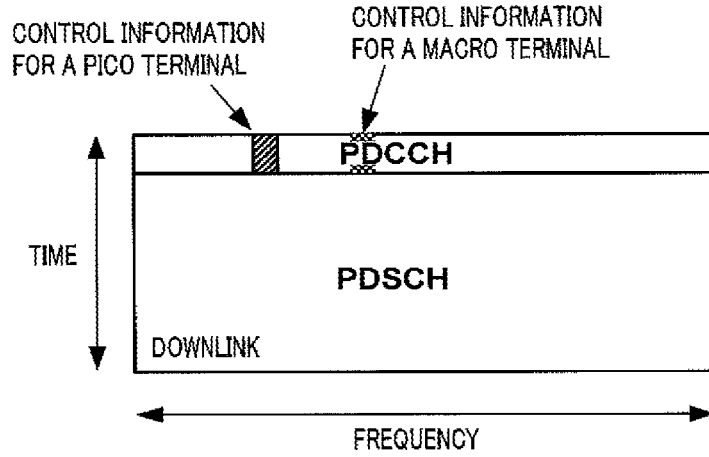 CONTROL INFORMATION
FOR A PICO TERMINAL
CONTROL INFORMATION
FOR A MACRO TERMINAL
PDCCH
TIME
PDSCH
DOWNLINK
FREQUENCY